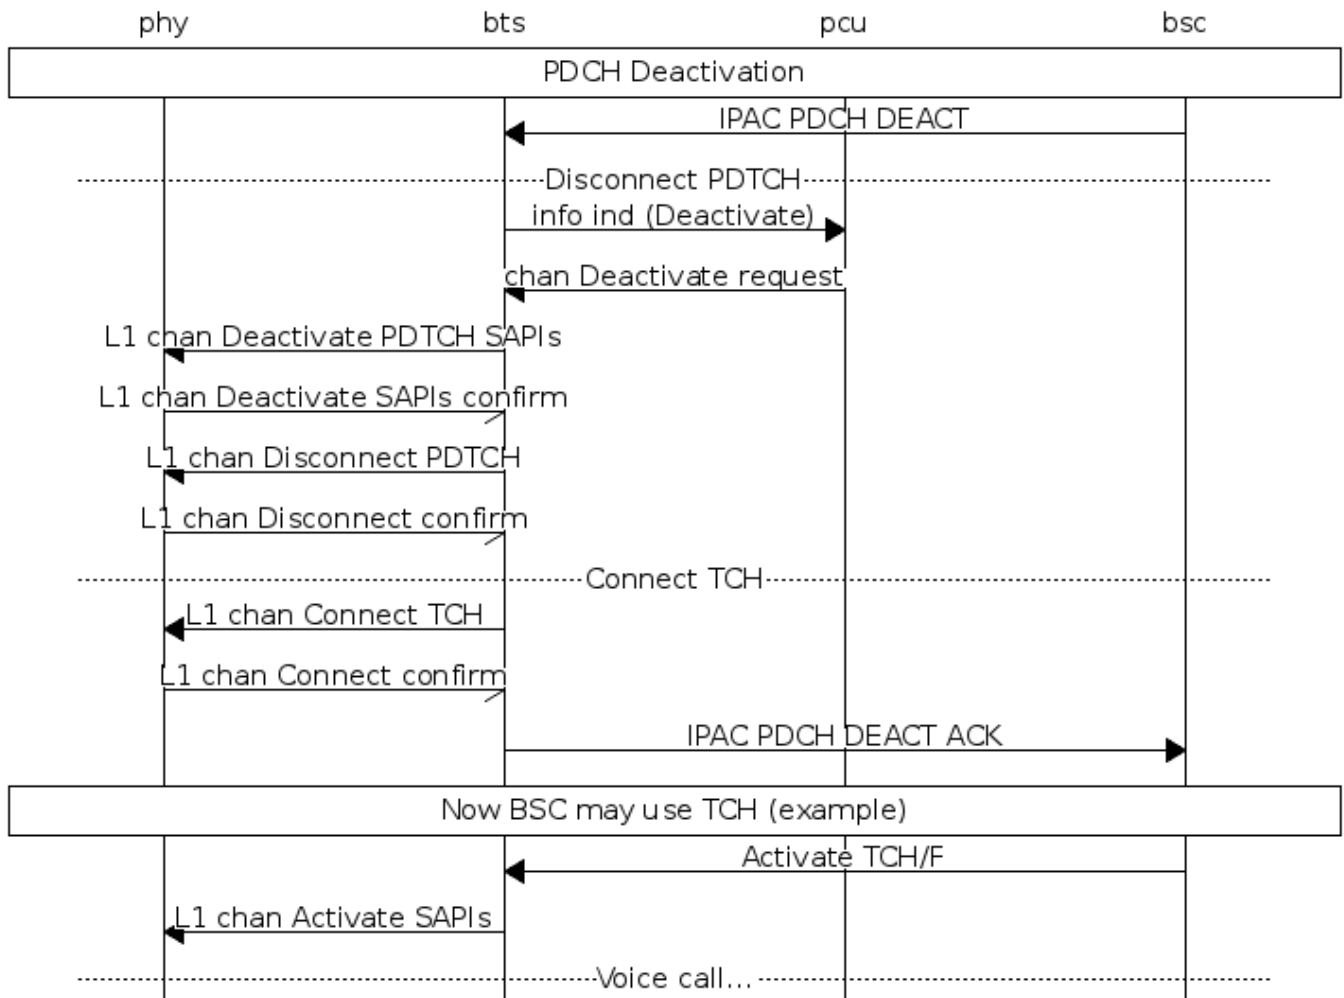 phy bts pcu bsc
PDCH Deactivation
IPAC PDCH DEACT
Disconnect PDTCH
info ind (Deactivate)
chan Deactivate request
L1 chan Deactivate PDTCH SAPIs
L1 chan Deactivate SAPIs confirm
L1 chan Disconnect PDTCH
L1 chan Disconnect confirm
Connect TCH
L1 chan Connect TCH
L1 chan Connect confirm
IPAC PDCH DEACT ACK
Now BSC may use TCH (example)
Activate TCH/F
L1 chan Activate SAPIs
Voice call...